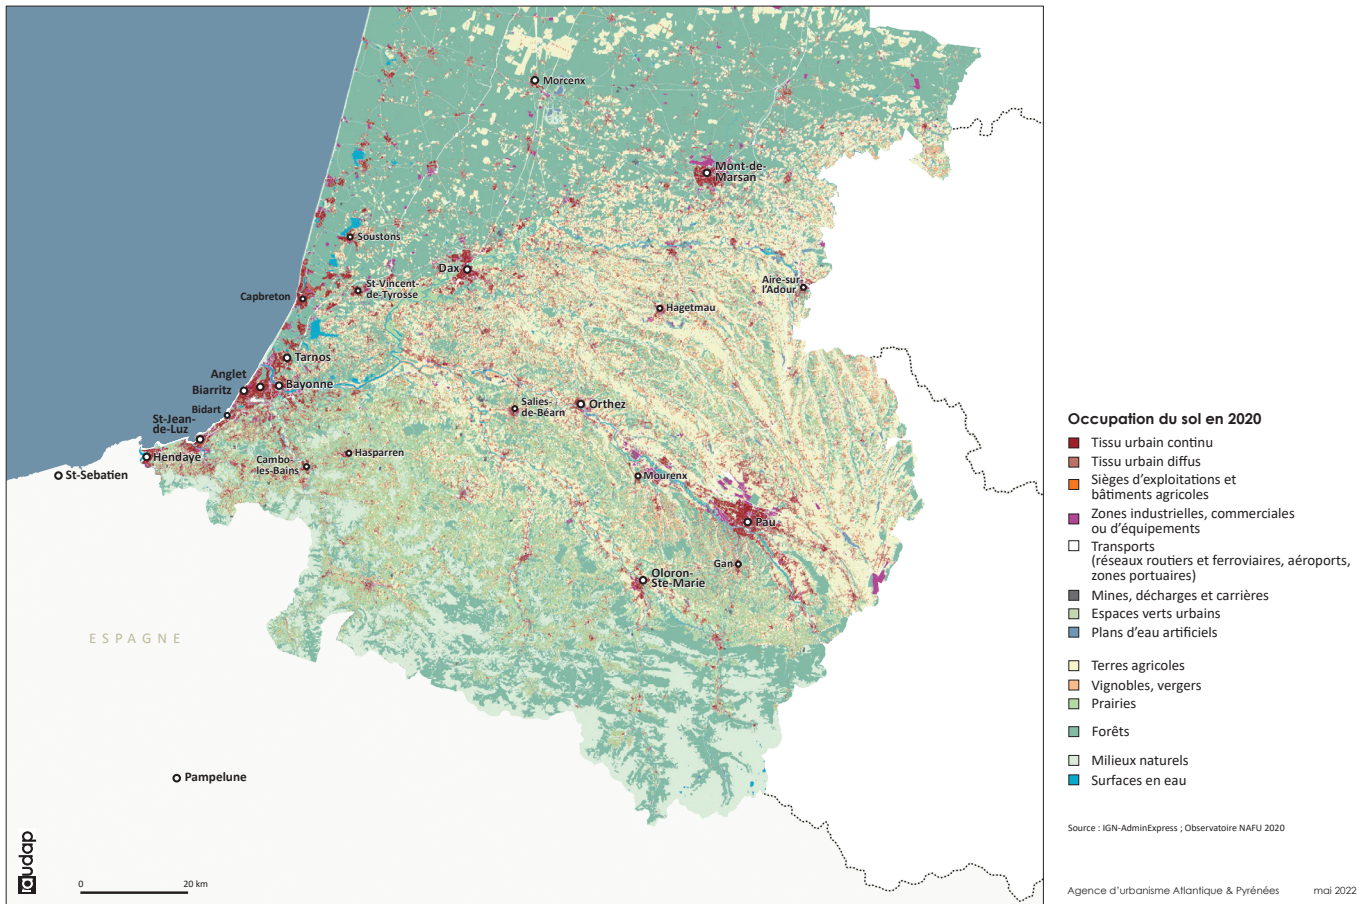 Morcenx
Mont-de-
Marsan
Soustons
Dax
St-Vincent-
de-Tyrosse
Capbreton
Aire-sur-
l'Adour
Hagetmau
Tarnos
Anglet
Bayonne
Biarritz
Bidart
St-Jean-
de-Luz
Salies-
de-Béarn
Orthez
Hendaye
St-Sebatien
Cambo-
les-Bains
Hasparren
Mourenx
Pau
Gan
Oloron-
Ste-Marie
ESPAGNE
Pampelune
audap
0 20 km
Occupation du sol en 2020
Tissu urbain continu
Tissu urbain diffus
Sièges d'exploitations et
bâtiments agricoles
Zones industrielles, commerciales
ou d'équipements
Transports
(réseaux routiers et ferroviaires, aéroports,
zones portuaires)
Mines, décharges et carrières
Espaces verts urbains
Plans d'eau artificiels
Terres agricoles
Vignobles, vergers
Prairies
Forêts
Milieux naturels
Surfaces en eau
Source : IGN-AdminExpress ; Observatoire NAFU 2020
Agence d'urbanisme Atlantique & Pyrénées mai 2022